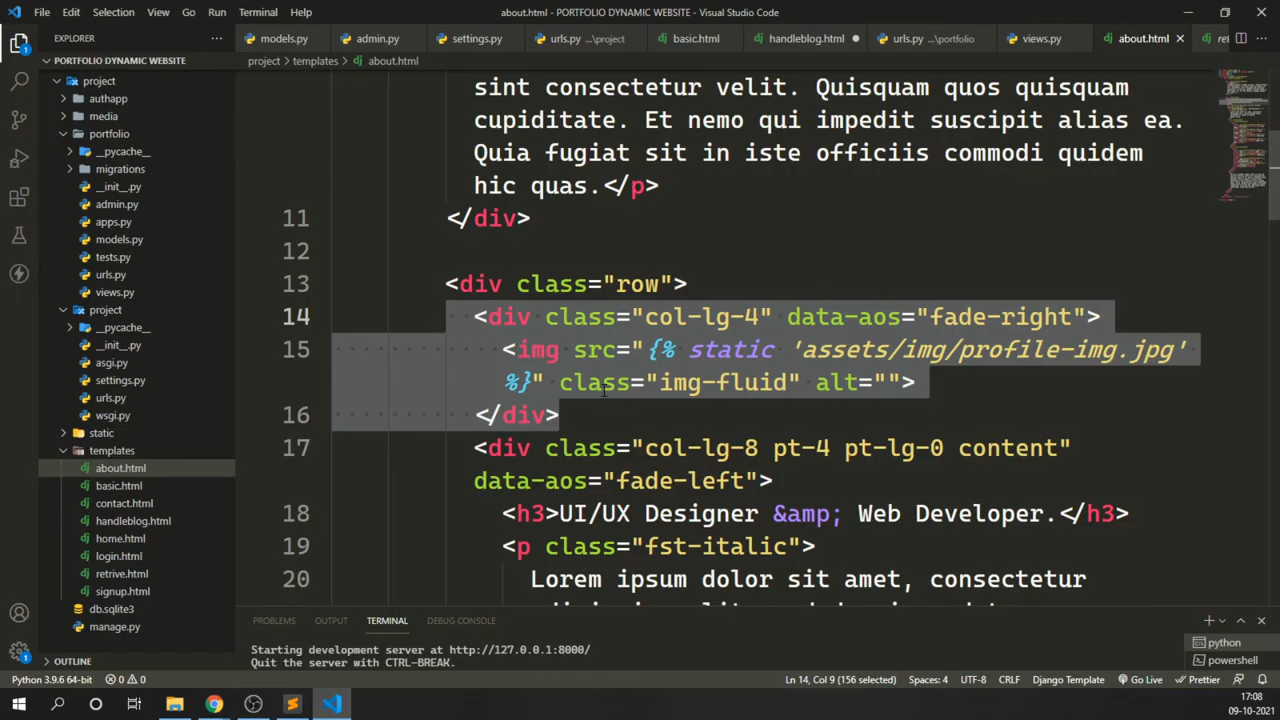 File Edit Selection View Go Run Terminal Help
about.html - PORTFOLIO DYNAMIC WEBSITE - Visual Studio Code
EXPLORER
models.py admin.py settings.py urls.py ...\project basic.html handleblog.html urls.py ...\portfolio views.py about.html
PORTFOLIO DYNAMIC WEBSITE
project > templates > about.html
project
authapp
media
portfolio
__pycache__
migrations
__init__.py
admin.py
apps.py
models.py
tests.py
urls.py
views.py
project
__pycache__
__init__.py
asgi.py
settings.py
urls.py
wsgi.py
static
templates
about.html
basic.html
contact.html
handleblog.html
home.html
login.html
retrive.html
signup.html
db.sqlite3
manage.py
OUTLINE
sint consectetur velit. Quisquam quos quisquam
cupiditate. Et nemo qui impedit suscipit alias ea.
Quia fugiat sit in iste officiis commodi quidem
hic quas.</p>
11 </div>
12
13 <div class="row">
14 <div class="col-lg-4" data-aos="fade-right">
15 <img src="{% static 'assets/img/profile-img.jpg'
%}" class="img-fluid" alt="">
16 </div>
17 <div class="col-lg-8 pt-4 pt-lg-0 content"
data-aos="fade-left">
18 <h3>UI/UX Designer &amp; Web Developer.</h3>
19 <p class="fst-italic">
20 Lorem ipsum dolor sit amet, consectetur
PROBLEMS OUTPUT TERMINAL DEBUG CONSOLE
Starting development server at http://127.0.0.1:8000/
Quit the server with CTRL-BREAK.
python
powershell
Python 3.9.6 64-bit 0 0 Ln 14, Col 9 (156 selected) Spaces: 4 UTF-8 CRLF Django Template Go Live Prettier
17:08
09-10-2021